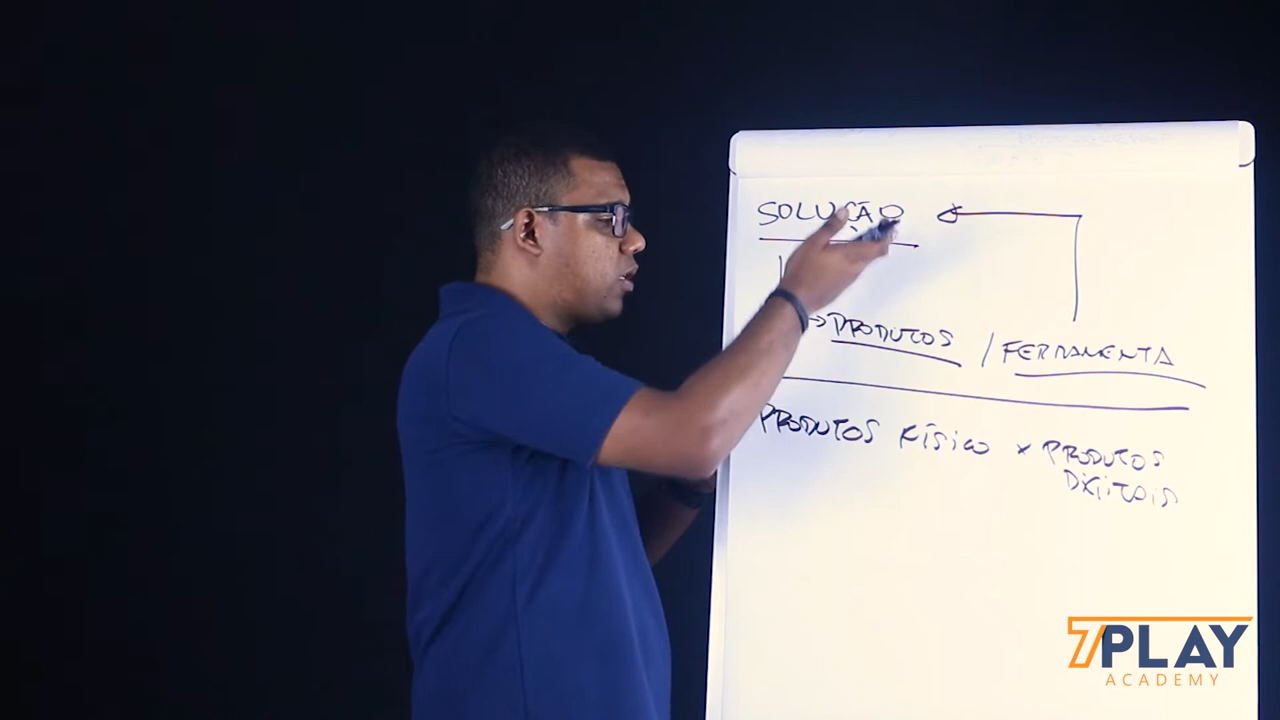 SOLUÇÃO
PRODUTOS / FERRAMENTA
PRODUTOS FÍSICO x PRODUTOS
DIGITAIS
7PLAY
ACADEMY